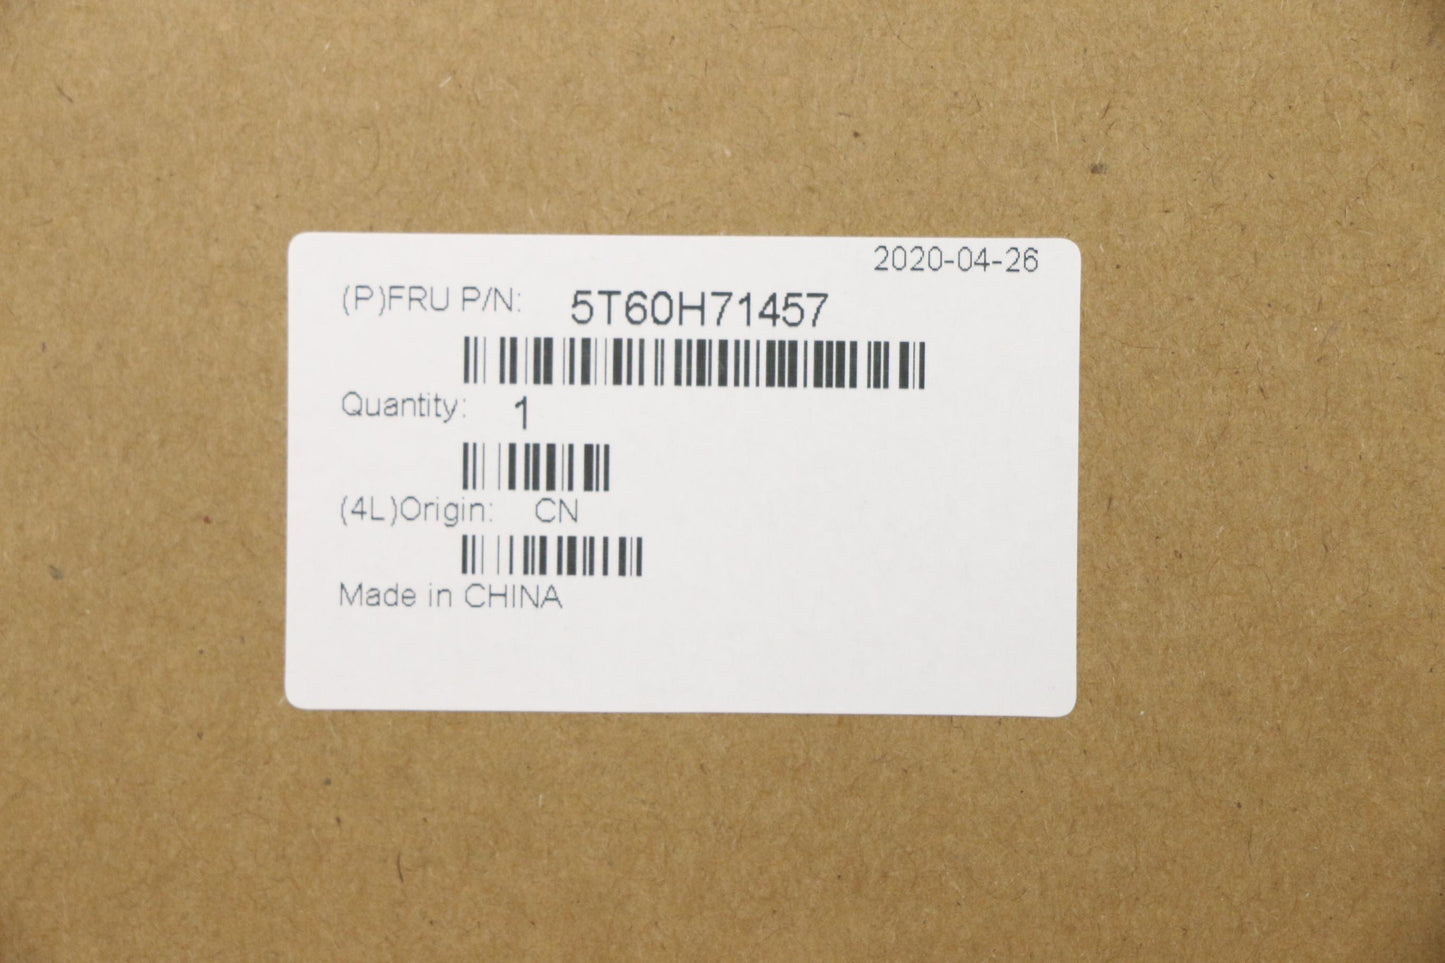 2020-04-26
(P)FRU P/N: 5T60H71457
Quantity: 1
(4L)Origin: CN
Made in CHINA